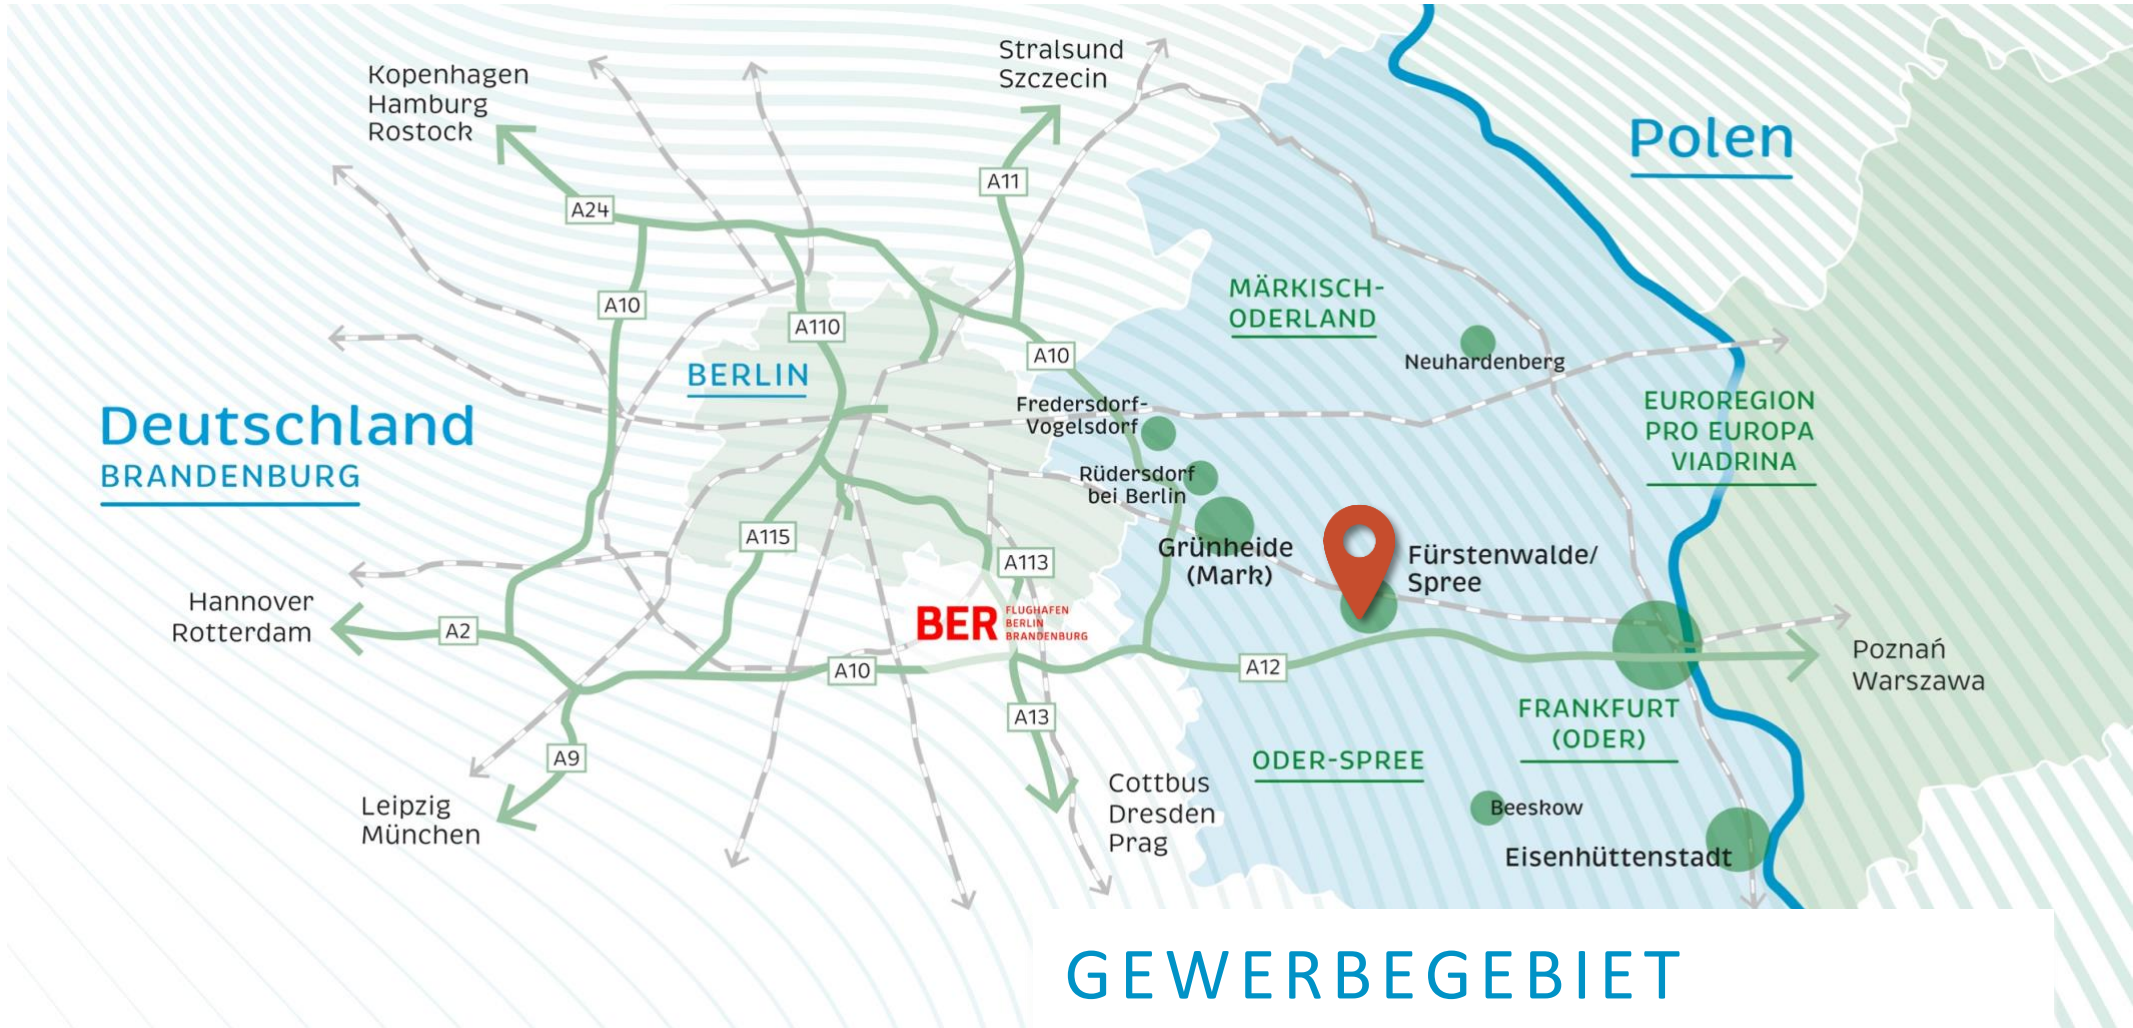 Stralsund
Szczecin
Kopenhagen
Hamburg
Rostock
Polen
A11
A24
MÄRKISCH-
ODERLAND
A10
A110
A10
Neuhardenberg
BERLIN
Deutschland
BRANDENBURG
Fredersdorf-
Vogelsdorf
EUROREGION
PRO EUROPA
VIADRINA
Rüdersdorf
bei Berlin
A115
Grünheide
(Mark)
Fürstenwalde/
Spree
A113
Hannover
Rotterdam
A2
BER
FLUGHAFEN
BERLIN
BRANDENBURG
A10
A12
Poznań
Warszawa
A13
FRANKFURT
(ODER)
A9
ODER-SPREE
Leipzig
München
Cottbus
Dresden
Prag
Beeskow
Eisenhüttenstadt
GEWERBEGEBIET